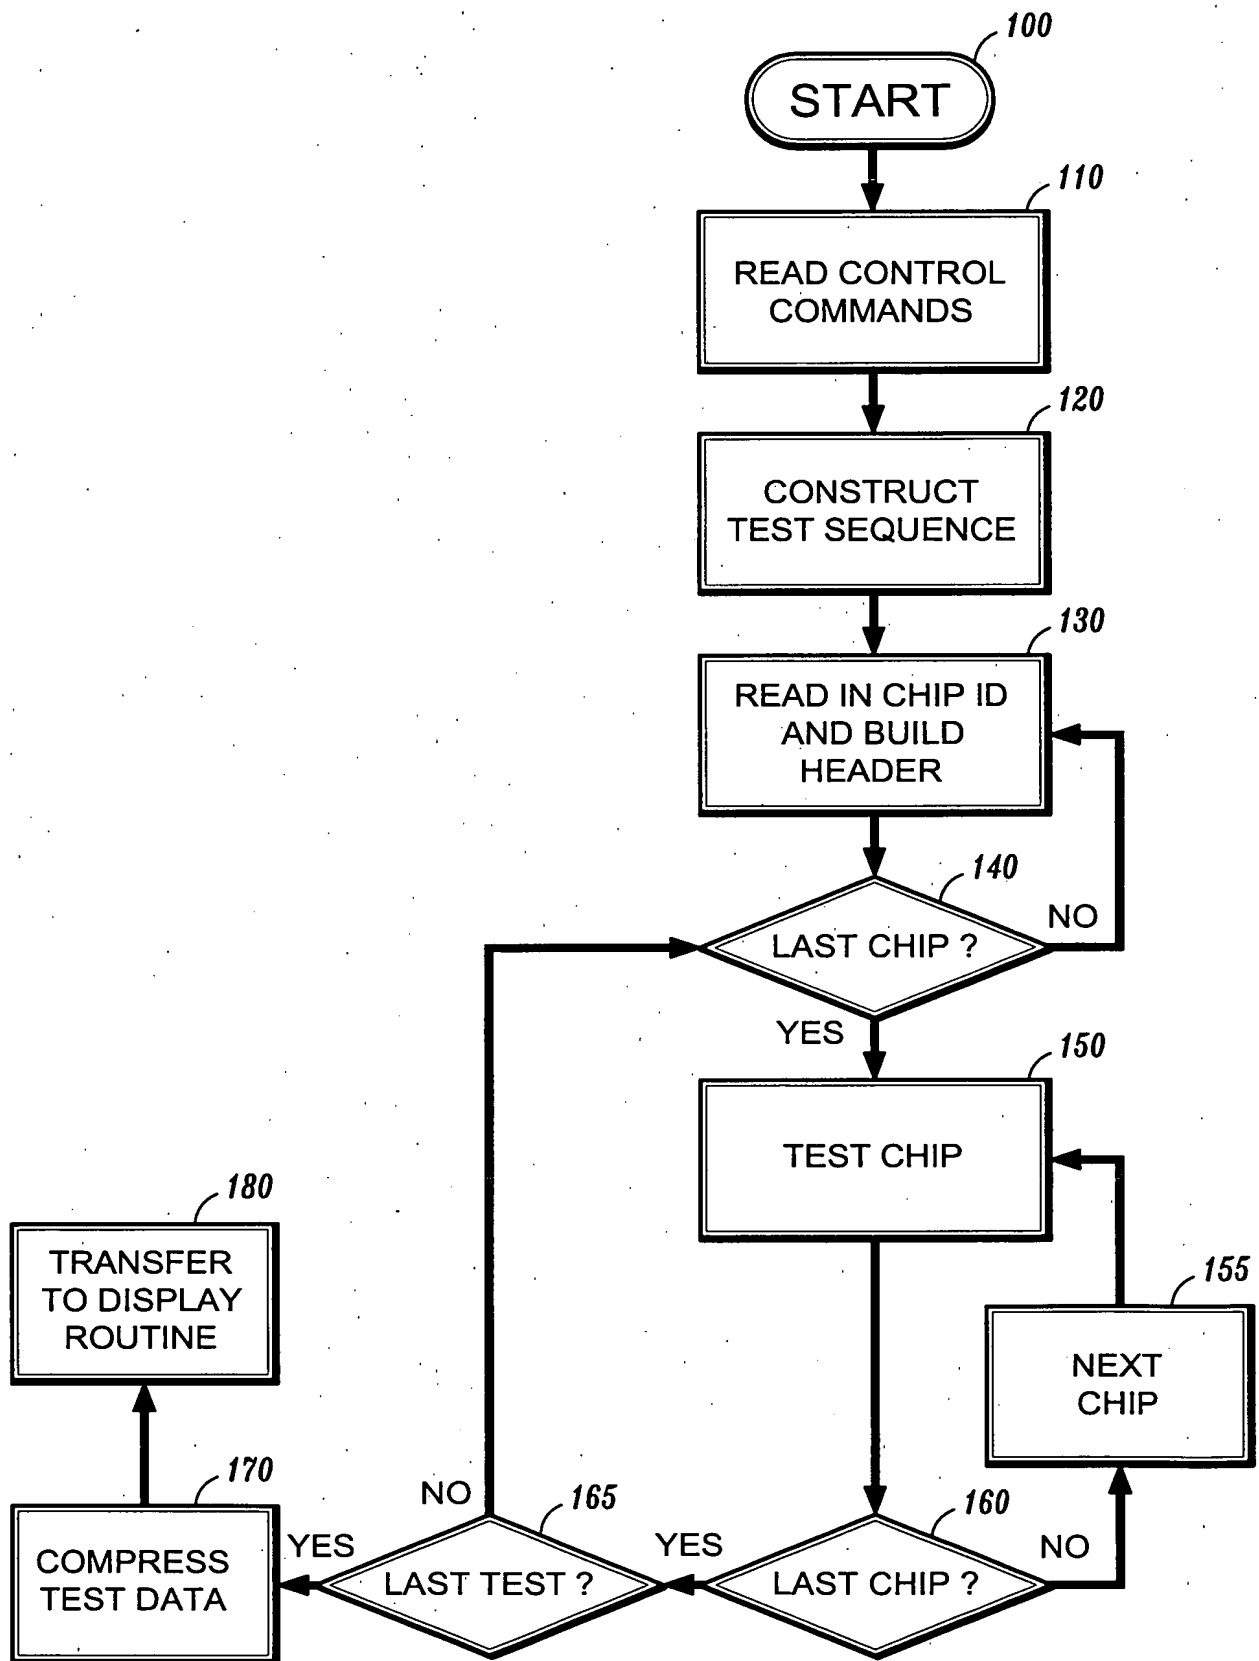 100
START
110
READ CONTROL
COMMANDS
120
CONSTRUCT
TEST SEQUENCE
130
READ IN CHIP ID
AND BUILD
HEADER
140
LAST CHIP ?
NO
YES
150
TEST CHIP
180
TRANSFER
TO DISPLAY
ROUTINE
155
NEXT
CHIP
170
COMPRESS
TEST DATA
YES
NO
165
LAST TEST ?
YES
160
LAST CHIP ?
NO